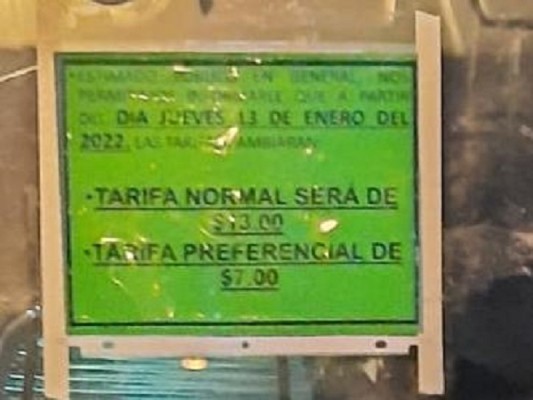 •ESTIMADO PUBLICO EN GENERAL, NOS
PERMITIMOS INFORMARLE QUE A PARTIR
DEL DIA JUEVES 13 DE ENERO DEL
2022, LAS TARIFAS CAMBIARAN:
•TARIFA NORMAL SERÁ DE
$13.00
•TARIFA PREFERENCIAL DE
$7.00